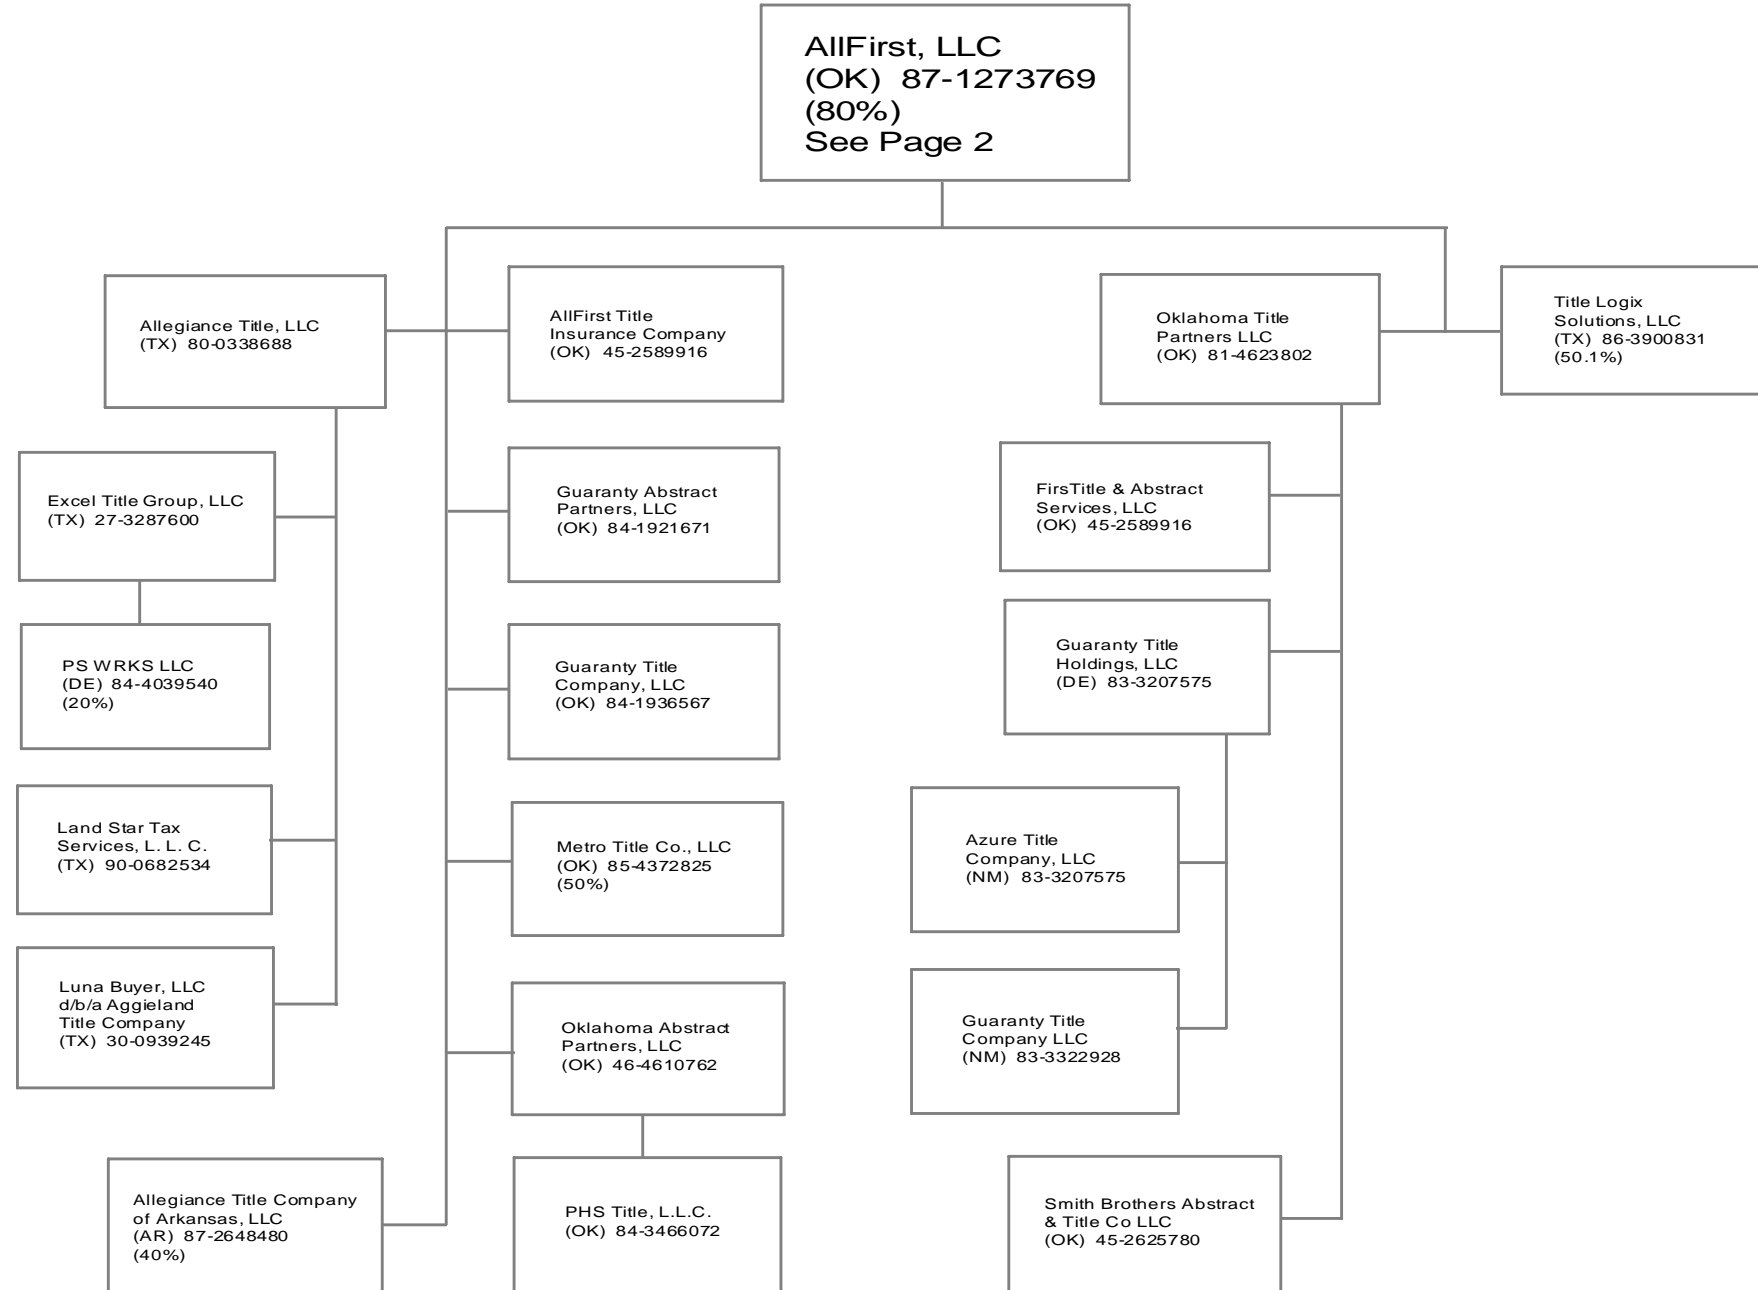 AllFirst, LLC
(OK) 87-1273769
(80%)
See Page 2
Allegiance Title, LLC
(TX) 80-0338688
AllFirst Title
Insurance Company
(OK) 45-2589916
Oklahoma Title
Partners LLC
(OK) 81-4623802
Title Logix
Solutions, LLC
(TX) 86-3900831
(50.1%)
Excel Title Group, LLC
(TX) 27-3287600
Guaranty Abstract
Partners, LLC
(OK) 84-1921671
FirsTitle & Abstract
Services, LLC
(OK) 45-2589916
PS WRKS LLC
(DE) 84-4039540
(20%)
Guaranty Title
Company, LLC
(OK) 84-1936567
Guaranty Title
Holdings, LLC
(DE) 83-3207575
Land Star Tax
Services, L. L. C.
(TX) 90-0682534
Metro Title Co., LLC
(OK) 85-4372825
(50%)
Azure Title
Company, LLC
(NM) 83-3207575
Luna Buyer, LLC
d/b/a Aggieland
Title Company
(TX) 30-0939245
Oklahoma Abstract
Partners, LLC
(OK) 46-4610762
Guaranty Title
Company LLC
(NM) 83-3322928
Allegiance Title Company
of Arkansas, LLC
(AR) 87-2648480
(40%)
PHS Title, L.L.C.
(OK) 84-3466072
Smith Brothers Abstract
& Title Co LLC
(OK) 45-2625780